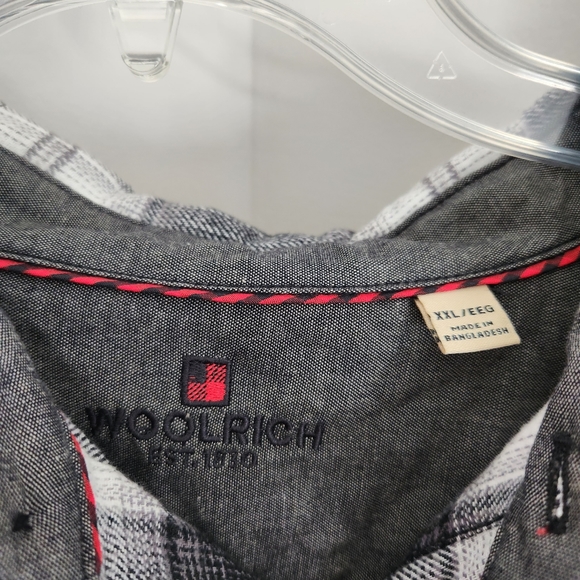 XXL/EEG
MADE IN
BANGLADESH
WOOLRICH
EST. 1830